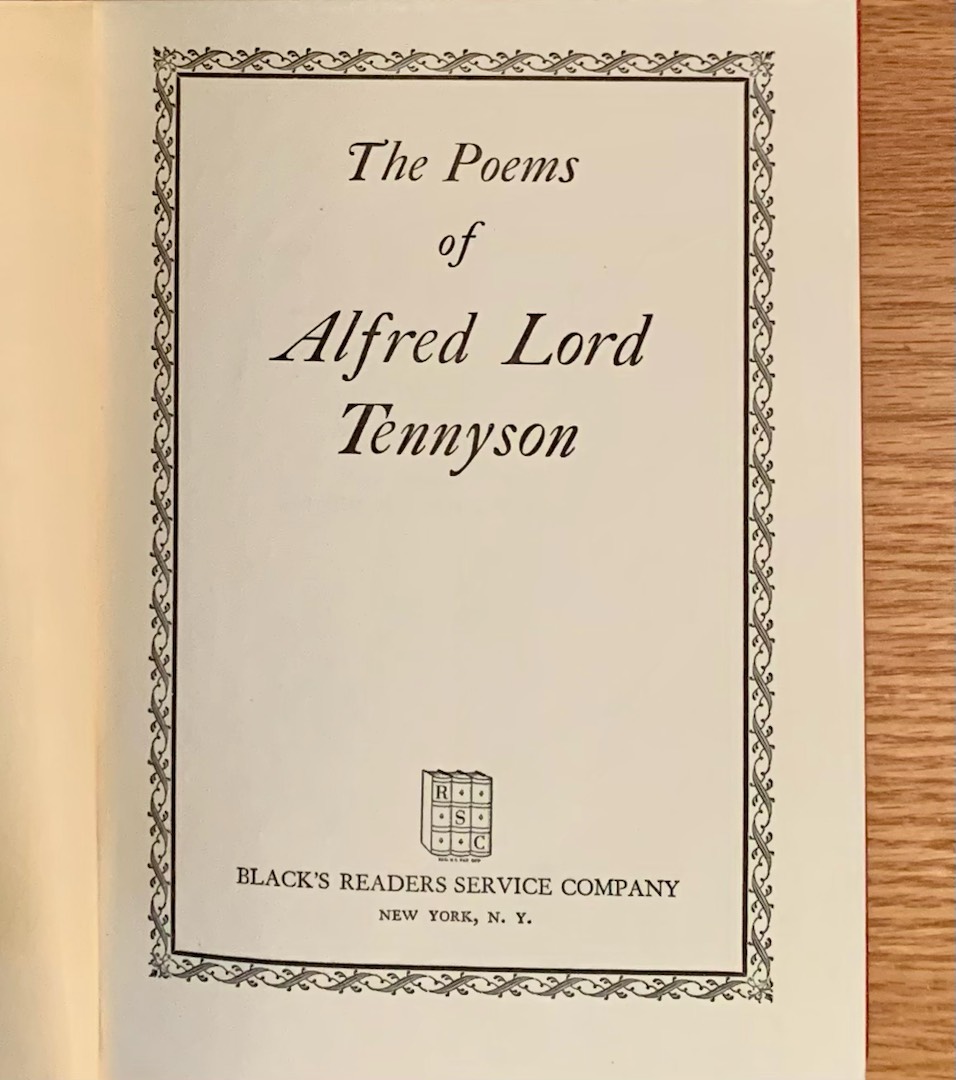 The Poems
of
Alfred Lord
Tennyson
R
S
C
BLACK'S READERS SERVICE COMPANY
NEW YORK, N. Y.